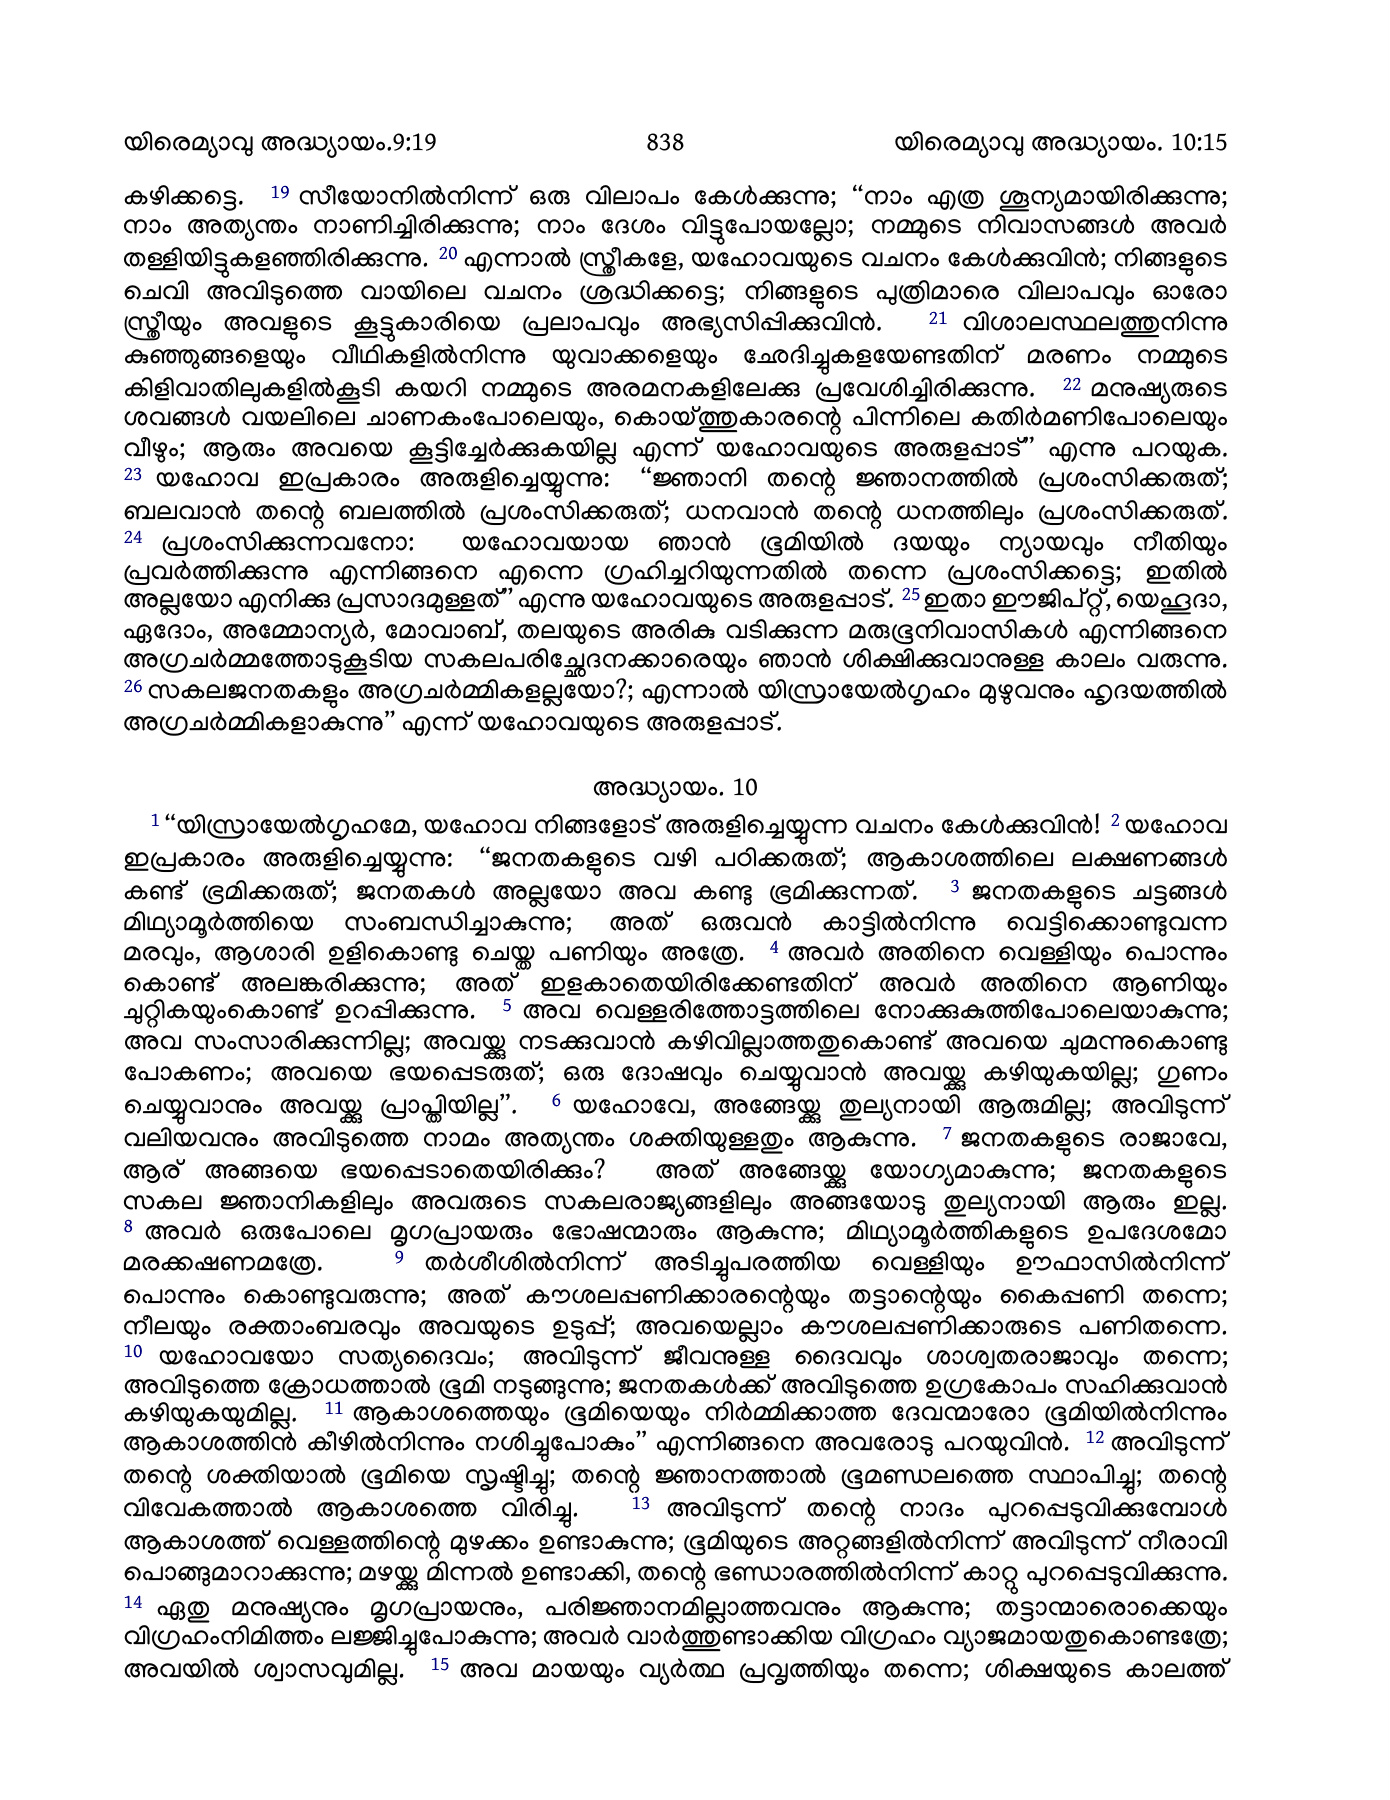 യിരെമ്യാവു അദ്ധ്യായം.9:19 838 യിരെമ്യാവു അദ്ധ്യായം. 10:15
കഴിക്കട്ടെ. 19 സീയോനിൽനിന്ന് ഒരു വിലാപം കേൾക്കുന്നു; “നാം എത്ര ശൂന്യമായിരിക്കുന്നു;
നാം അത്യന്തം നാണിച്ചിരിക്കുന്നു; നാം ദേശം വിട്ടുപോയല്ലോ; നമ്മുടെ നിവാസങ്ങൾ അവർ
തള്ളിയിട്ടുകളഞ്ഞിരിക്കുന്നു. 20 എന്നാൽ സ്ത്രീകളേ, യഹോവയുടെ വചനം കേൾക്കുവിൻ; നിങ്ങളുടെ
ചെവി അവിടുത്തെ വായിലെ വചനം ശ്രദ്ധിക്കട്ടെ; നിങ്ങളുടെ പുത്രിമാരെ വിലാപവും ഓരോ
സ്ത്രീയും അവളുടെ കൂട്ടുകാരിയെ പ്രലാപവും അഭ്യസിപ്പിക്കുവിൻ. 21 വിശാലസ്ഥലത്തുനിന്നു
കുഞ്ഞുങ്ങളെയും വീഥികളിൽനിന്നു യുവാക്കളെയും ഛേദിച്ചുകളയേണ്ടതിന് മരണം നമ്മുടെ
കിളിവാതിലുകളിൽകൂടി കയറി നമ്മുടെ അരമനകളിലേക്കു പ്രവേശിച്ചിരിക്കുന്നു. 22 മനുഷ്യരുടെ
ശവങ്ങൾ വയലിലെ ചാണകംപോലെയും, കൊയ്ത്തുകാരന്റെ പിന്നിലെ കതിർമണിപോലെയും
വീഴും; ആരും അവയെ കൂട്ടിച്ചേർക്കുകയില്ല എന്ന് യഹോവയുടെ അരുളപ്പാട്” എന്നു പറയുക.
23 യഹോവ ഇപ്രകാരം അരുളിച്ചെയ്യുന്നു: “ജ്ഞാനി തന്റെ ജ്ഞാനത്തിൽ പ്രശംസിക്കരുത്;
ബലവാൻ തന്റെ ബലത്തിൽ പ്രശംസിക്കരുത്; ധനവാൻ തന്റെ ധനത്തിലും പ്രശംസിക്കരുത്.
24 പ്രശംസിക്കുന്നവനോ: യഹോവയായ ഞാൻ ഭൂമിയിൽ ദയയും ന്യായവും നീതിയും
പ്രവർത്തിക്കുന്നു എന്നിങ്ങനെ എന്നെ ഗ്രഹിച്ചറിയുന്നതിൽ തന്നെ പ്രശംസിക്കട്ടെ; ഇതിൽ
അല്ലയോ എനിക്കു പ്രസാദമുള്ളത്” എന്നു യഹോവയുടെ അരുളപ്പാട്. 25 ഇതാ ഈജിപ്റ്റ്, യെഹൂദാ,
ഏദോം, അമ്മോന്യർ, മോവാബ്, തലയുടെ അരികു വടിക്കുന്ന മരുഭൂനിവാസികൾ എന്നിങ്ങനെ
അഗ്രചർമ്മത്തോടുകൂടിയ സകലപരിച്ഛേദനക്കാരെയും ഞാൻ ശിക്ഷിക്കുവാനുള്ള കാലം വരുന്നു.
26 സകലജനതകളും അഗ്രചർമ്മികളല്ലയോ?; എന്നാൽ യിസ്രായേൽഗൃഹം മുഴുവനും ഹൃദയത്തിൽ
അഗ്രചർമ്മികളാകുന്നു” എന്ന് യഹോവയുടെ അരുളപ്പാട്.
അദ്ധ്യായം. 10
1 “യിസ്രായേൽഗൃഹമേ, യഹോവ നിങ്ങളോട് അരുളിച്ചെയ്യുന്ന വചനം കേൾക്കുവിൻ! 2 യഹോവ
ഇപ്രകാരം അരുളിച്ചെയ്യുന്നു: “ജനതകളുടെ വഴി പഠിക്കരുത്; ആകാശത്തിലെ ലക്ഷണങ്ങൾ
കണ്ട് ഭ്രമിക്കരുത്; ജനതകൾ അല്ലയോ അവ കണ്ടു ഭ്രമിക്കുന്നത്. 3 ജനതകളുടെ ചട്ടങ്ങൾ
മിഥ്യാമൂർത്തിയെ സംബന്ധിച്ചാകുന്നു; അത് ഒരുവൻ കാട്ടിൽനിന്നു വെട്ടിക്കൊണ്ടുവന്ന
മരവും, ആശാരി ഉളികൊണ്ടു ചെയ്ത പണിയും അത്രേ. 4 അവർ അതിനെ വെള്ളിയും പൊന്നും
കൊണ്ട് അലങ്കരിക്കുന്നു; അത് ഇളകാതെയിരിക്കേണ്ടതിന് അവർ അതിനെ ആണിയും
ചുറ്റികയുംകൊണ്ട് ഉറപ്പിക്കുന്നു. 5 അവ വെള്ളരിത്തോട്ടത്തിലെ നോക്കുകുത്തിപോലെയാകുന്നു;
അവ സംസാരിക്കുന്നില്ല; അവയ്ക്കു നടക്കുവാൻ കഴിവില്ലാത്തതുകൊണ്ട് അവയെ ചുമന്നുകൊണ്ടു
പോകണം; അവയെ ഭയപ്പെടരുത്; ഒരു ദോഷവും ചെയ്യുവാൻ അവയ്ക്കു കഴിയുകയില്ല; ഗുണം
ചെയ്യുവാനും അവയ്ക്കു പ്രാപ്തിയില്ല”. 6 യഹോവേ, അങ്ങേയ്ക്കു തുല്യനായി ആരുമില്ല; അവിടുന്ന്
വലിയവനും അവിടുത്തെ നാമം അത്യന്തം ശക്തിയുള്ളതും ആകുന്നു. 7 ജനതകളുടെ രാജാവേ,
ആര് അങ്ങയെ ഭയപ്പെടാതെയിരിക്കും? അത് അങ്ങേയ്ക്കു യോഗ്യമാകുന്നു; ജനതകളുടെ
സകല ജ്ഞാനികളിലും അവരുടെ സകലരാജ്യങ്ങളിലും അങ്ങയോടു തുല്യനായി ആരും ഇല്ല.
8 അവർ ഒരുപോലെ മൃഗപ്രായരും ഭോഷന്മാരും ആകുന്നു; മിഥ്യാമൂർത്തികളുടെ ഉപദേശമോ
മരക്കഷണമത്രേ. 9 തർശീശിൽനിന്ന് അടിച്ചുപരത്തിയ വെള്ളിയും ഊഫാസിൽനിന്ന്
പൊന്നും കൊണ്ടുവരുന്നു; അത് കൗശലപ്പണിക്കാരന്റെയും തട്ടാന്റെയും കൈപ്പണി തന്നെ;
നീലയും രക്താംബരവും അവയുടെ ഉടുപ്പ്; അവയെല്ലാം കൗശലപ്പണിക്കാരുടെ പണിതന്നെ.
10 യഹോവയോ സത്യദൈവം; അവിടുന്ന് ജീവനുള്ള ദൈവവും ശാശ്വതരാജാവും തന്നെ;
അവിടുത്തെ ക്രോധത്താൽ ഭൂമി നടുങ്ങുന്നു; ജനതകൾക്ക് അവിടുത്തെ ഉഗ്രകോപം സഹിക്കുവാൻ
കഴിയുകയുമില്ല. 11 ആകാശത്തെയും ഭൂമിയെയും നിർമ്മിക്കാത്ത ദേവന്മാരോ ഭൂമിയിൽനിന്നും
ആകാശത്തിൻ കീഴിൽനിന്നും നശിച്ചുപോകും” എന്നിങ്ങനെ അവരോടു പറയുവിൻ. 12 അവിടുന്ന്
തന്റെ ശക്തിയാൽ ഭൂമിയെ സൃഷ്ടിച്ചു; തന്റെ ജ്ഞാനത്താൽ ഭൂമണ്ഡലത്തെ സ്ഥാപിച്ചു; തന്റെ
വിവേകത്താൽ ആകാശത്തെ വിരിച്ചു. 13 അവിടുന്ന് തന്റെ നാദം പുറപ്പെടുവിക്കുമ്പോൾ
ആകാശത്ത് വെള്ളത്തിന്റെ മുഴക്കം ഉണ്ടാകുന്നു; ഭൂമിയുടെ അറ്റങ്ങളിൽനിന്ന് അവിടുന്ന് നീരാവി
പൊങ്ങുമാറാക്കുന്നു; മഴയ്ക്കു മിന്നൽ ഉണ്ടാക്കി, തന്റെ ഭണ്ഡാരത്തിൽനിന്ന് കാറ്റു പുറപ്പെടുവിക്കുന്നു.
14 ഏതു മനുഷ്യനും മൃഗപ്രായനും, പരിജ്ഞാനമില്ലാത്തവനും ആകുന്നു; തട്ടാന്മാരൊക്കെയും
വിഗ്രഹംനിമിത്തം ലജ്ജിച്ചുപോകുന്നു; അവർ വാർത്തുണ്ടാക്കിയ വിഗ്രഹം വ്യാജമായതുകൊണ്ടത്രേ;
അവയിൽ ശ്വാസവുമില്ല. 15 അവ മായയും വ്യർത്ഥ പ്രവൃത്തിയും തന്നെ; ശിക്ഷയുടെ കാലത്ത്